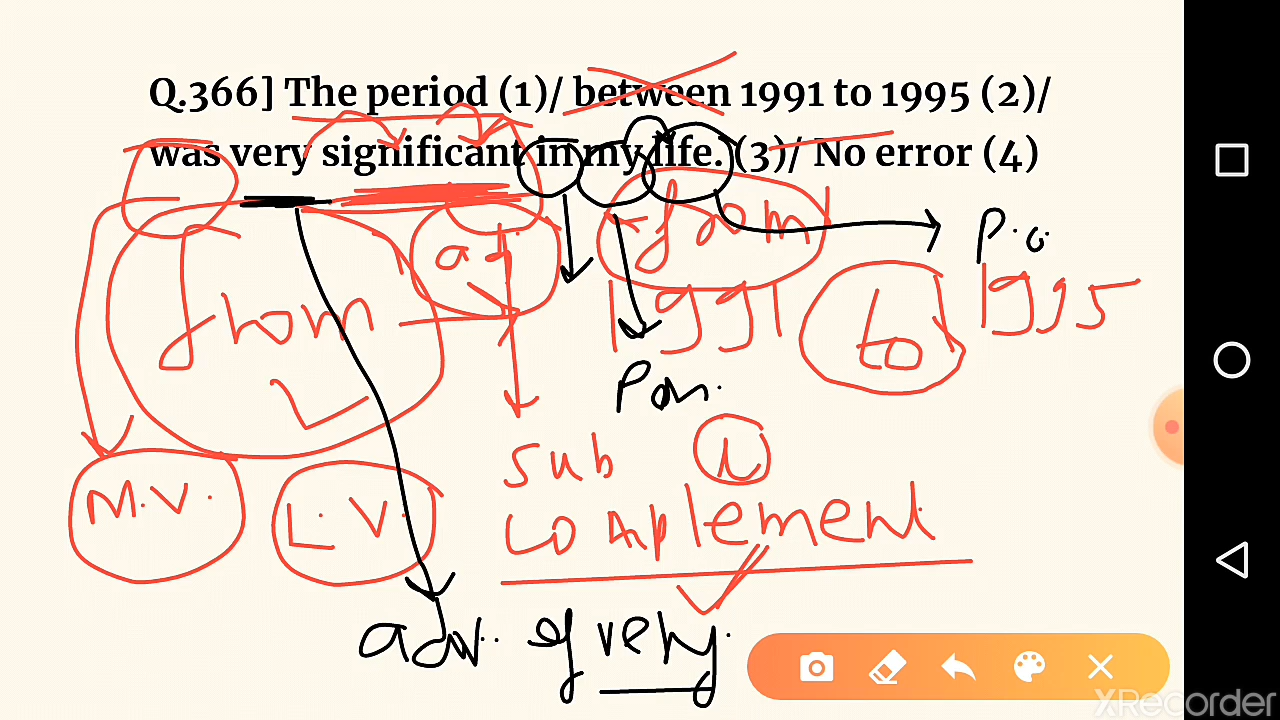 Q.366] The period (1)/ between 1991 to 1995 (2)/
was very significant in my life. (3)/ No error (4)
from
P.O.
adj
from
1991 to 1995
Pon.
sub
M.V. L.V.
complement
adv. of very.
XRecorder